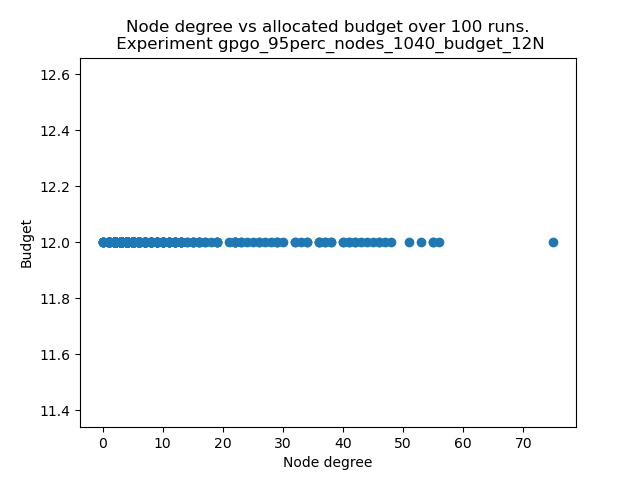 Node degree vs allocated budget over 100 runs.
Experiment gpgo_95perc_nodes_1040_budget_12N
12.6
12.4
12.2
12.0
11.8
11.6
11.4
Budget
0 10 20 30 40 50 60 70
Node degree